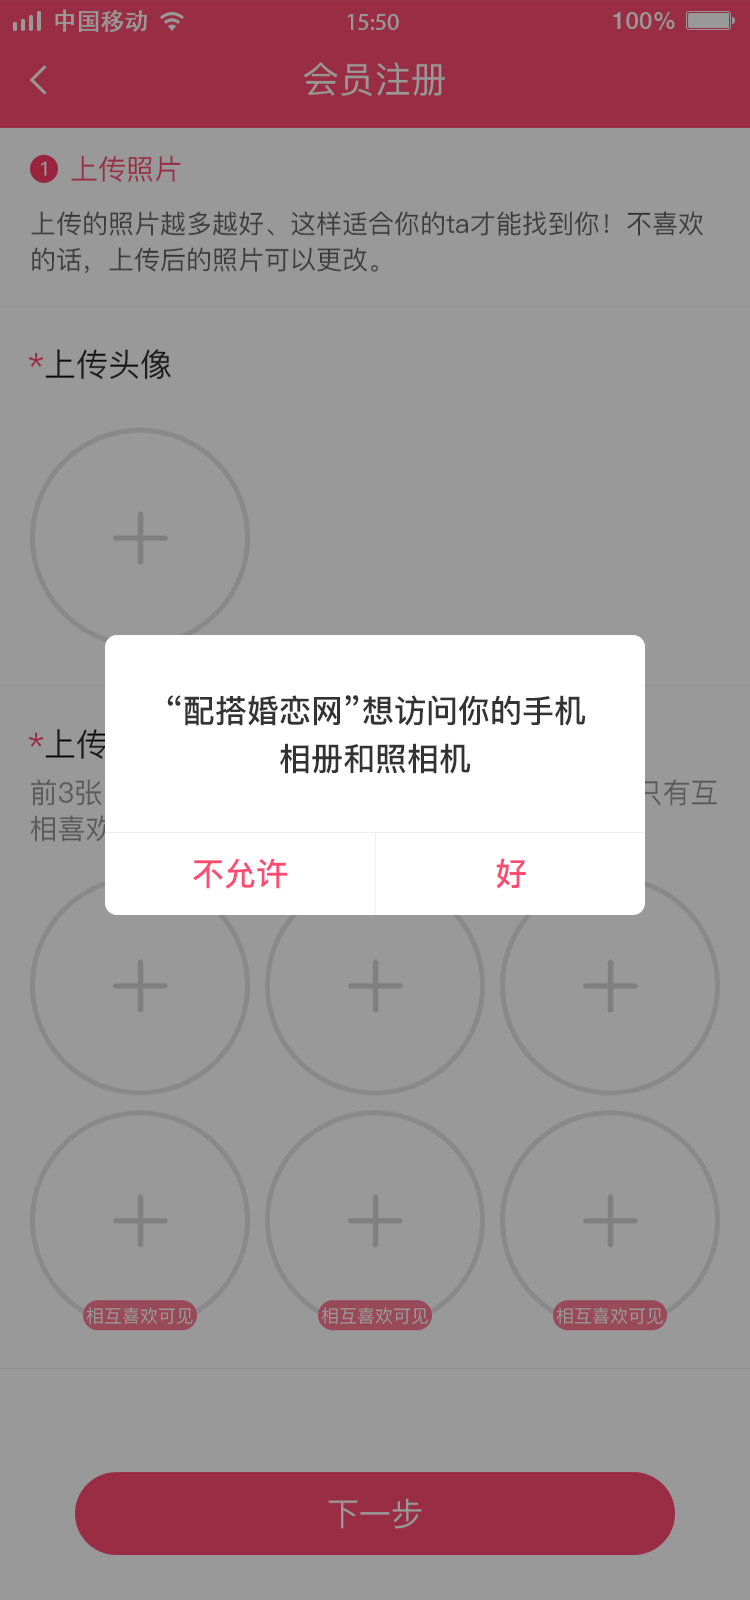 中国移动 15:50 100%
会员注册
1 上传照片
上传的照片越多越好、这样适合你的ta才能找到你！不喜欢
的话，上传后的照片可以更改。
*上传头像
“配搭婚恋网”想访问你的手机
相册和照相机
不允许 好
*上传
前3张 只有互
相喜欢
相互喜欢可见 相互喜欢可见 相互喜欢可见
下一步